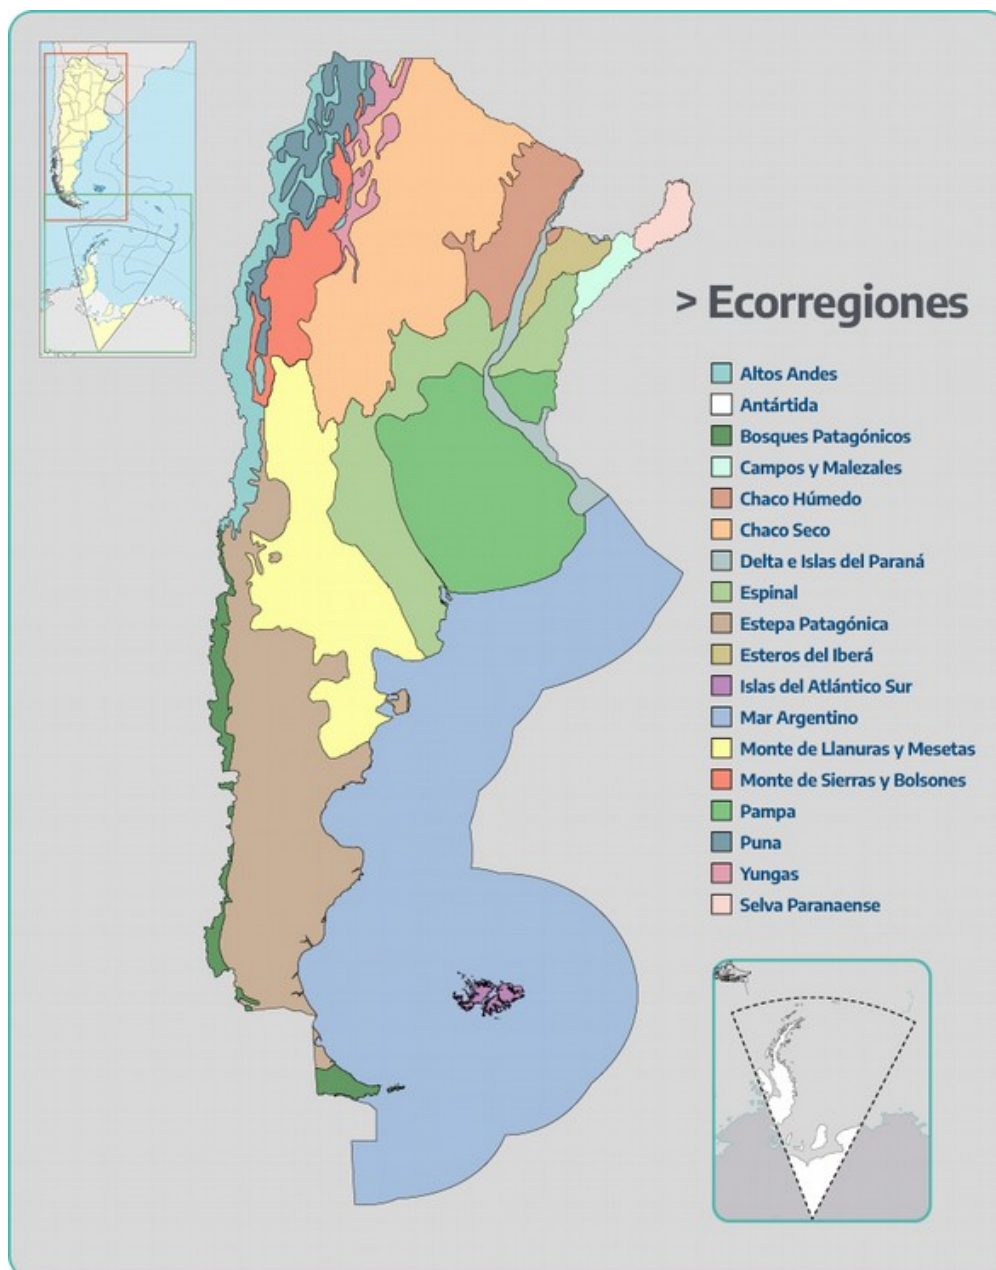 > Ecorregiones
Altos Andes
Antártida
Bosques Patagónicos
Campos y Malezales
Chaco Húmedo
Chaco Seco
Delta e Islas del Paraná
Espinal
Estepa Patagónica
Esteros del Iberá
Islas del Atlántico Sur
Mar Argentino
Monte de Llanuras y Mesetas
Monte de Sierras y Bolsones
Pampa
Puna
Yungas
Selva Paranaense